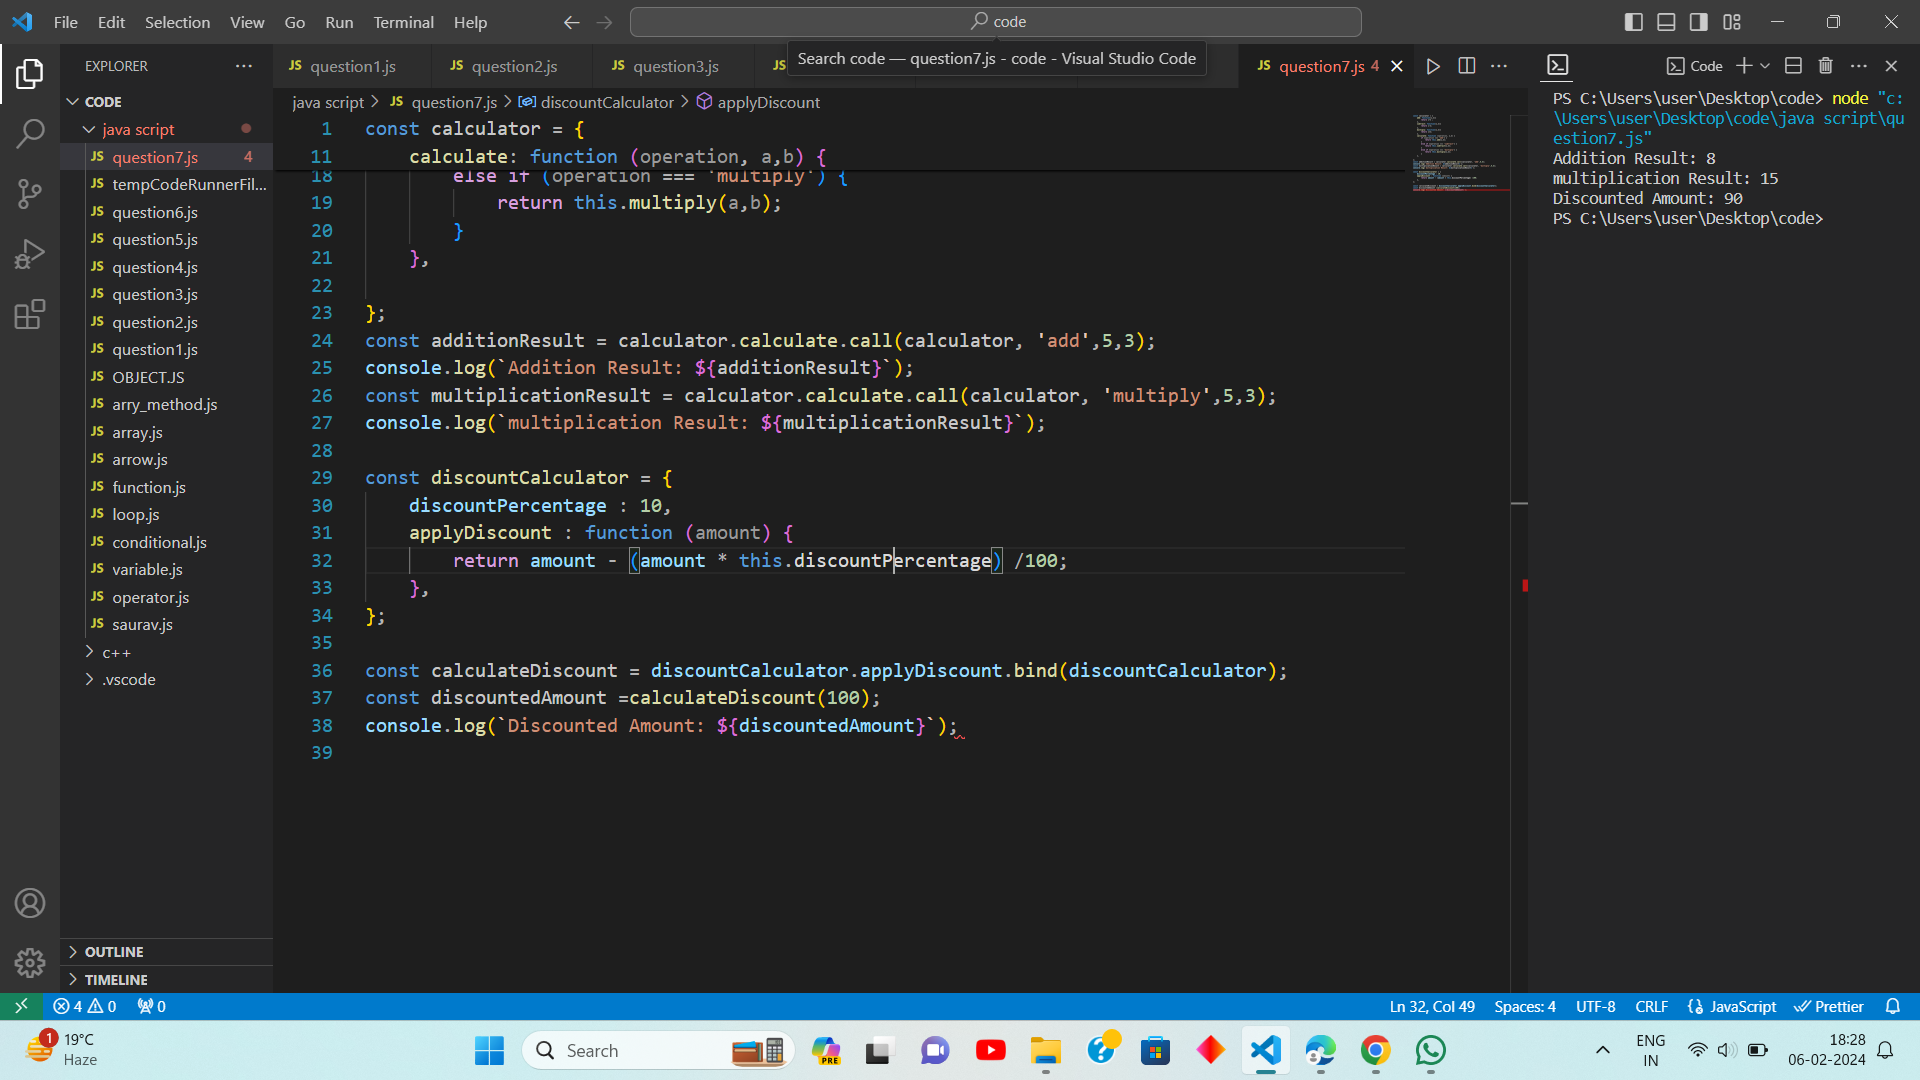 File Edit Selection View Go Run Terminal Help
code
EXPLORER
JS question1.js
JS question2.js
JS question3.js
JS
Search code — question7.js - code - Visual Studio Code
JS question7.js 4
Code
CODE
java script
JS question7.js 4
JS tempCodeRunnerFil...
JS question6.js
JS question5.js
JS question4.js
JS question3.js
JS question2.js
JS question1.js
JS OBJECT.JS
JS arry_method.js
JS array.js
JS arrow.js
JS function.js
JS loop.js
JS conditional.js
JS variable.js
JS operator.js
JS saurav.js
c++
.vscode
OUTLINE
TIMELINE
java script > JS question7.js > discountCalculator > applyDiscount
1 const calculator = {
11 calculate: function (operation, a,b) {
18 else if (operation === 'multiply') {
19 return this.multiply(a,b);
20 }
21 },
22
23 };
24 const additionResult = calculator.calculate.call(calculator, 'add',5,3);
25 console.log(`Addition Result: ${additionResult}`);
26 const multiplicationResult = calculator.calculate.call(calculator, 'multiply',5,3);
27 console.log(`multiplication Result: ${multiplicationResult}`);
28
29 const discountCalculator = {
30 discountPercentage : 10,
31 applyDiscount : function (amount) {
32 return amount - (amount * this.discountPercentage) /100;
33 },
34 };
35
36 const calculateDiscount = discountCalculator.applyDiscount.bind(discountCalculator);
37 const discountedAmount =calculateDiscount(100);
38 console.log(`Discounted Amount: ${discountedAmount}`);
39
PS C:\Users\user\Desktop\code> node "c:
\Users\user\Desktop\code\java script\qu
estion7.js"
Addition Result: 8
multiplication Result: 15
Discounted Amount: 90
PS C:\Users\user\Desktop\code>
4 0 0
Ln 32, Col 49 Spaces: 4 UTF-8 CRLF {} JavaScript Prettier
1
19°C
Haze
Search
PRE
ENG
IN
18:28
06-02-2024